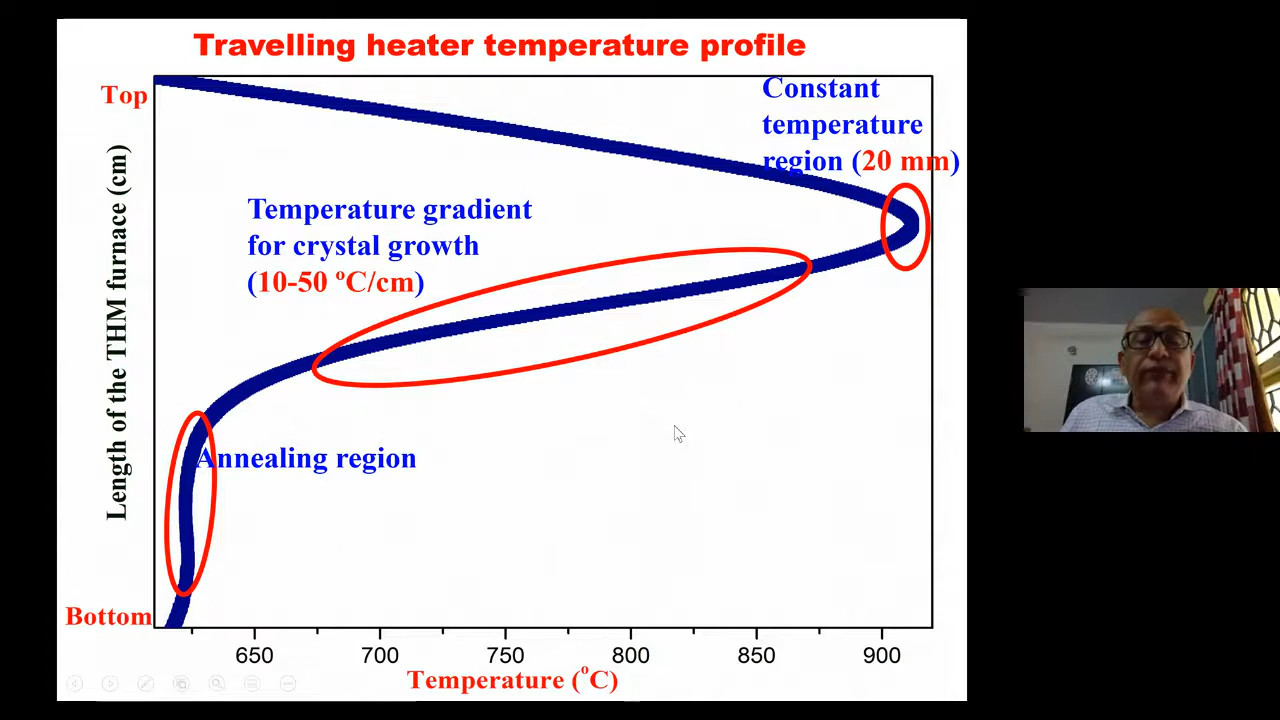 Travelling heater temperature profile
Top
Constant
temperature
region (20 mm)
Temperature gradient
for crystal growth
(10-50 ºC/cm)
Length of the THM furnace (cm)
Annealing region
Bottom
650 700 750 800 850 900
Temperature (oC)